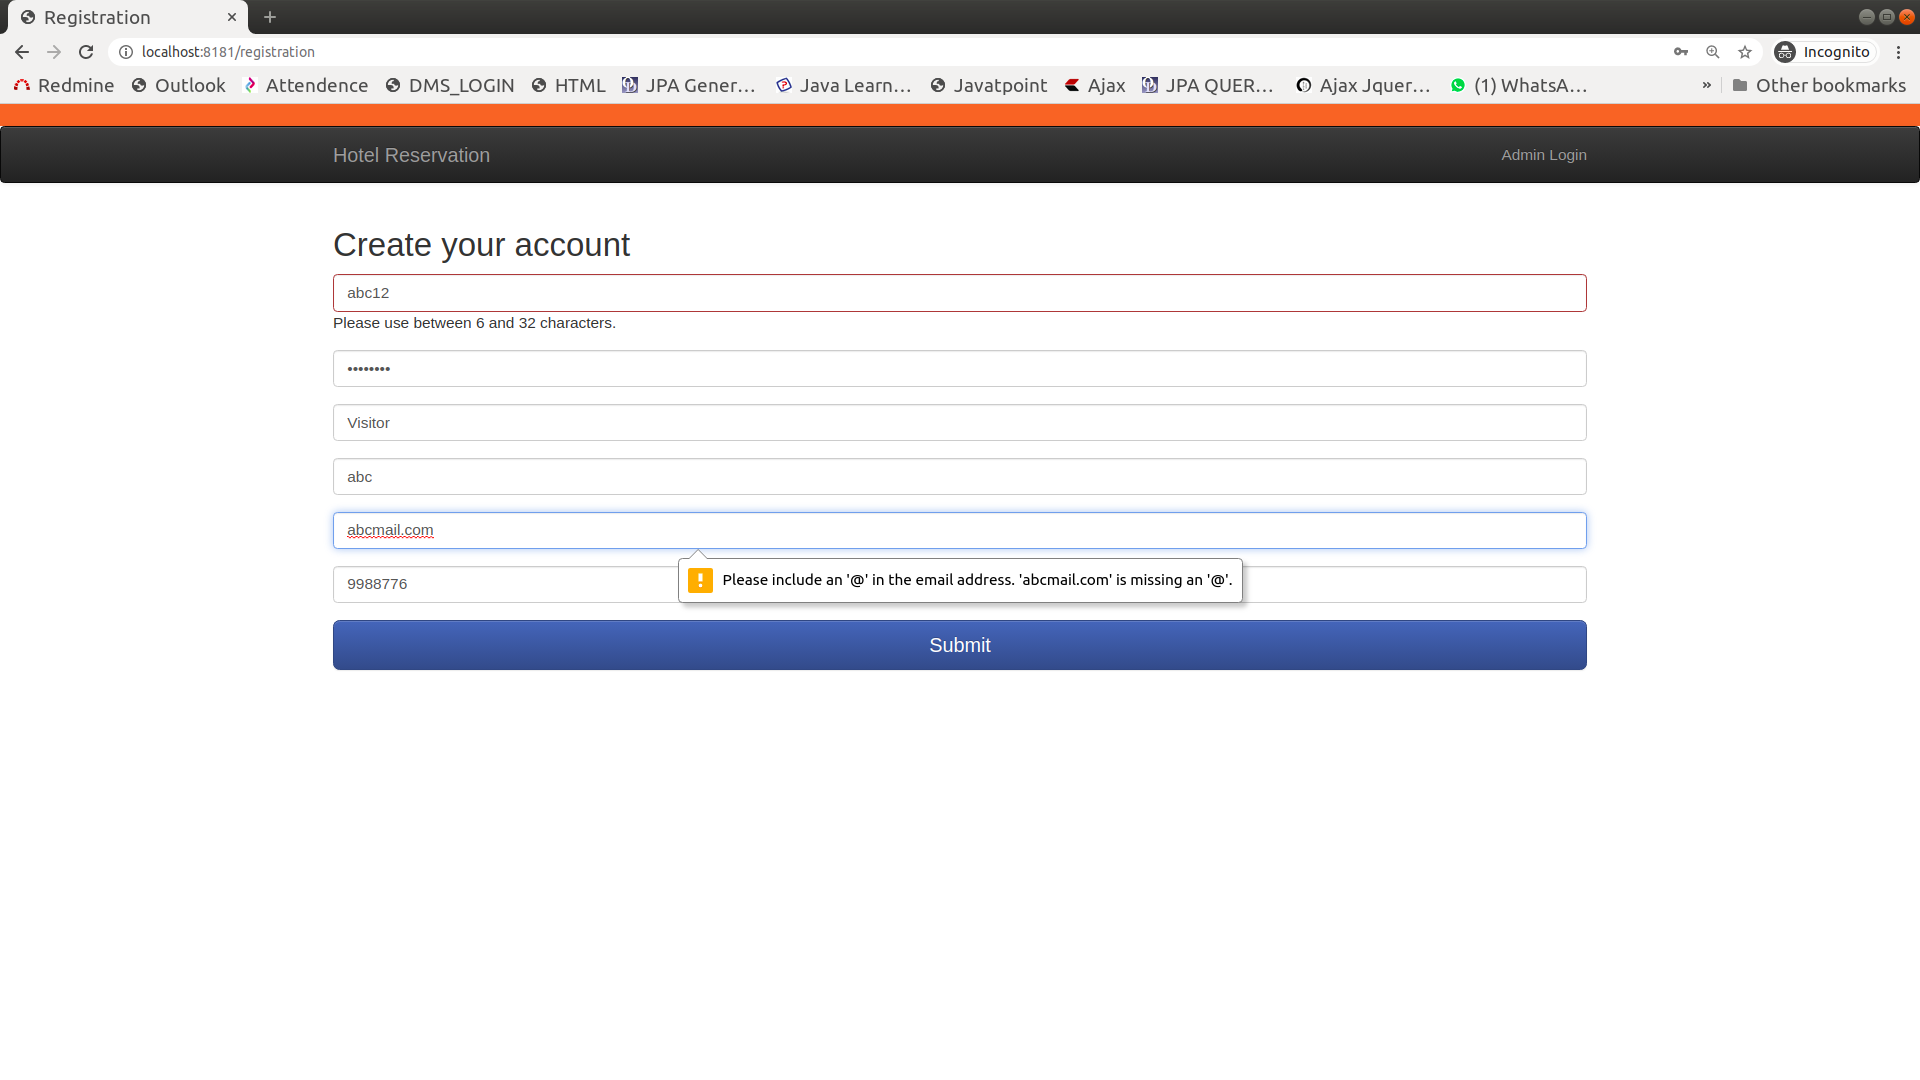 Registration
localhost:8181/registration
Incognito
Redmine Outlook Attendence DMS_LOGIN HTML JPA Gener... Java Learn... Javatpoint Ajax JPA QUER... Ajax Jquer... (1) WhatsA... » Other bookmarks
Hotel Reservation
Admin Login
Create your account
abc12
Please use between 6 and 32 characters.
••••••••
Visitor
abc
abcmail.com
Please include an '@' in the email address. 'abcmail.com' is missing an '@'.
9988776
Submit